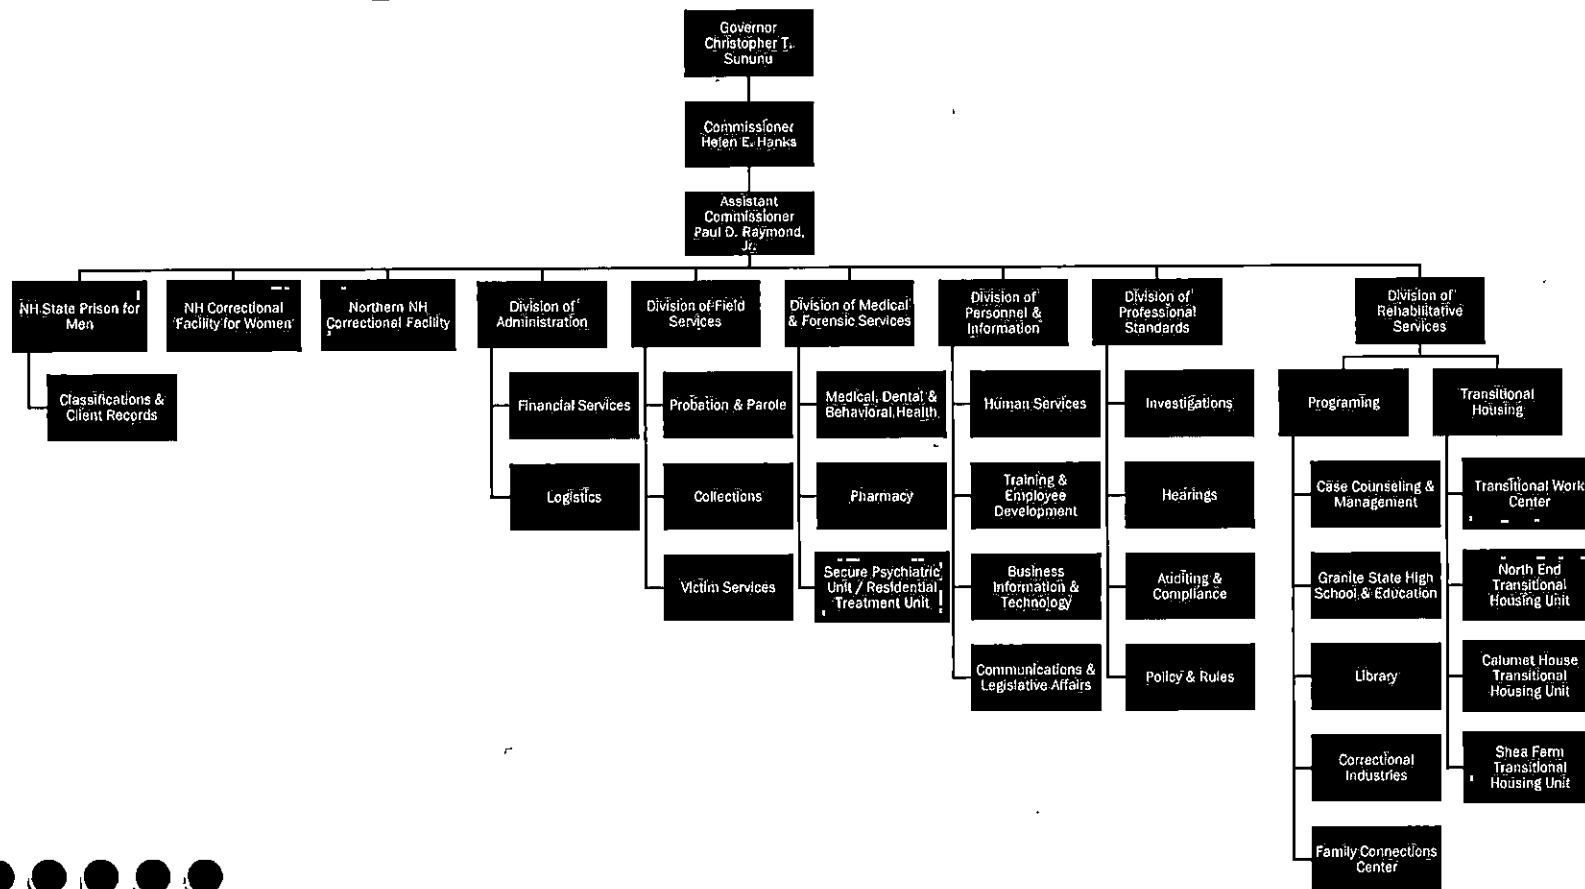 Governor
Christopher T.
Sununu
Commissioner
Helen E. Hanks
Assistant
Commissioner
Paul D. Raymond,
Jr.
NH State Prison for
Men
NH Correctional
Facility for Women
Northern NH
Correctional Facility
Division of
Administration
Division of Field
Services
Division of Medical
& Forensic Services
Division of
Personnel &
Information
Division of
Professional
Standards
Division of
Rehabilitative
Services
Classifications &
Client Records
Financial Services
Probation & Parole
Medical, Dental &
Behavioral Health
Human Services
Investigations
Programing
Transitional
Housing
Logistics
Collections
Pharmacy
Training &
Employee
Development
Hearings
Case Counseling &
Management
Transitional Work
Center
Victim Services
Secure Psychiatric
Unit / Residential
Treatment Unit
Business
Information &
Technology
Auditing &
Compliance
Granite State High
School & Education
North End
Transitional
Housing Unit
Communications &
Legislative Affairs
Policy & Rules
Library
Calumet House
Transitional
Housing Unit
Correctional
Industries
Shea Farm
Transitional
Housing Unit
Family Connections
Center